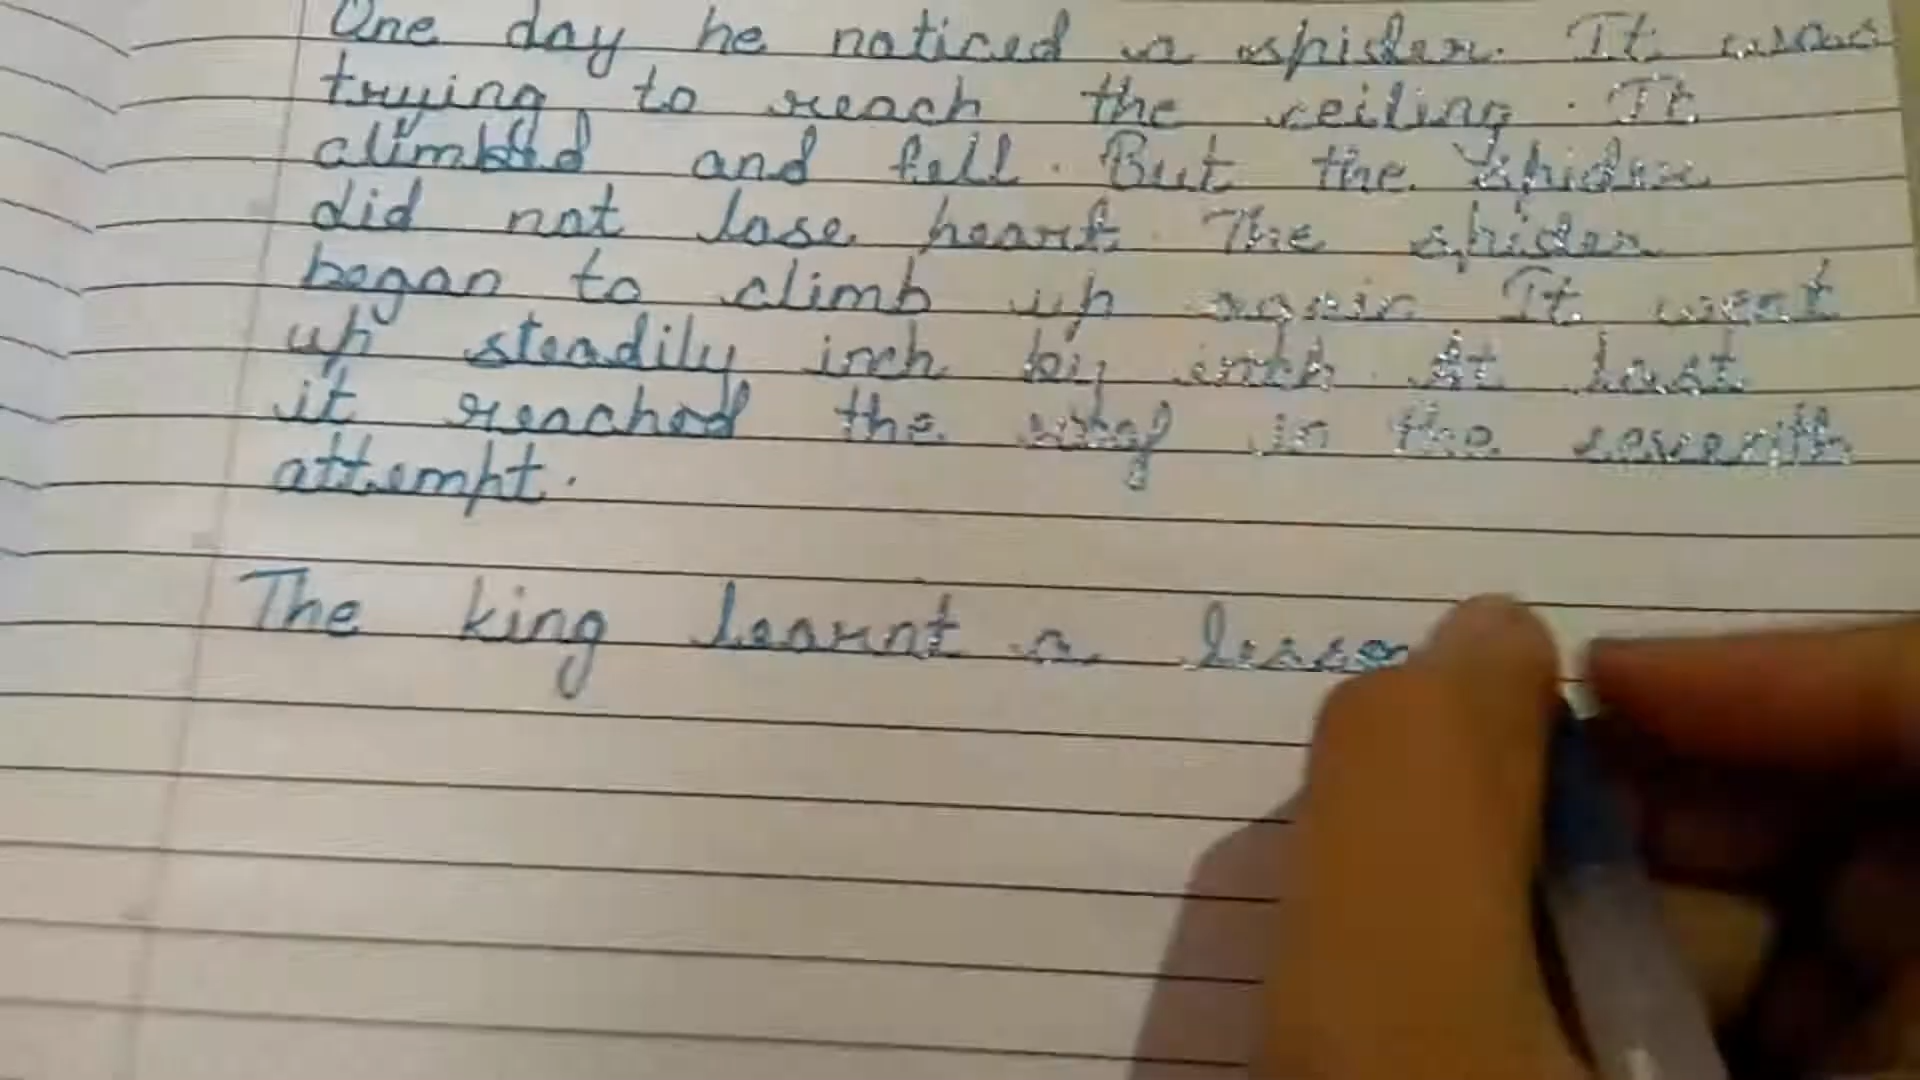 One day he noticed a spider. It was
trying to reach the ceiling. It
climbed and fell. But the spider
did not lose heart. The spider
began to climb up again. It went
up steadily inch by inch. At last
it reached the in the seventh
attempt.
The king learnt a lesson